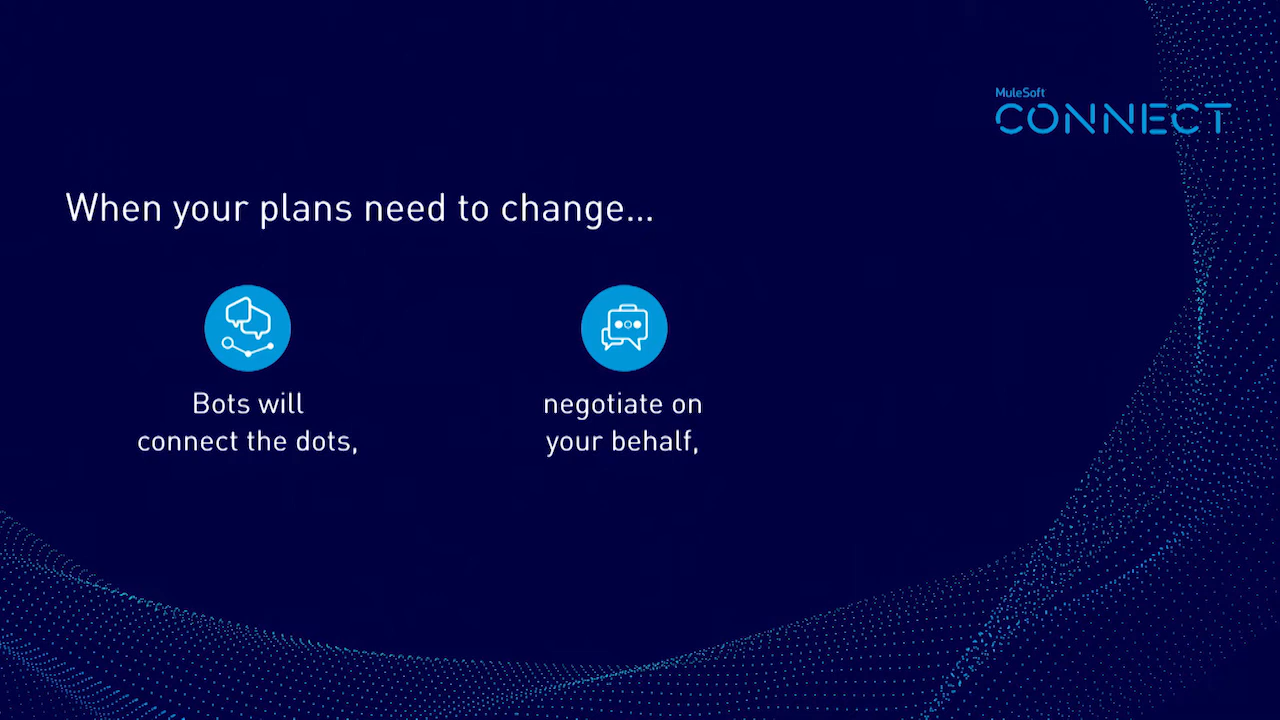 MuleSoft
CONNECT
When your plans need to change...
Bots will
connect the dots,
negotiate on
your behalf,